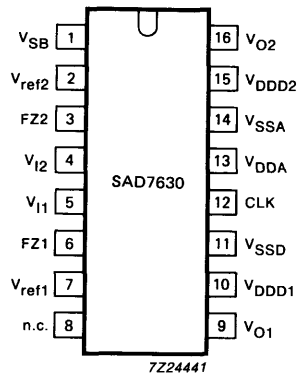 V_SB 1 16 V_O2
V_ref2 2 15 V_DDD2
FZ2 3 14 V_SSA
V_I2 4 13 V_DDA
SAD7630
V_I1 5 12 CLK
FZ1 6 11 V_SSD
V_ref1 7 10 V_DDD1
n.c. 8 9 V_O1
7Z24441